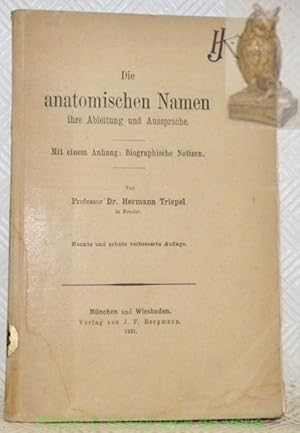 Die
anatomischen Namen
ihre Ableitung und Aussprache.
Mit einem Anhang: Biographische Notizen.
Von
Professor Dr. Hermann Triepel
in Breslau.
Neunte und zehnte verbesserte Auflage.
München und Wiesbaden.
Verlag von J. F. Bergmann.
1921.